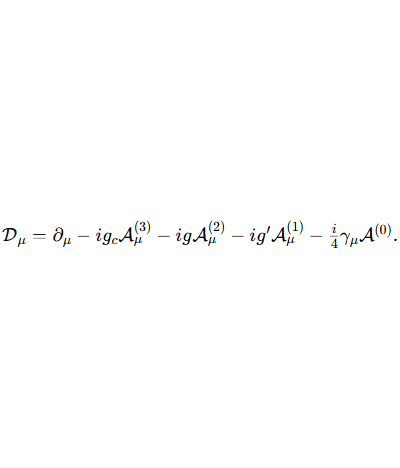 𝒟_μ = ∂_μ − ig_c𝒜_μ^(3) − ig𝒜_μ^(2) − ig′𝒜_μ^(1) − i/4 γ_μ𝒜^(0).